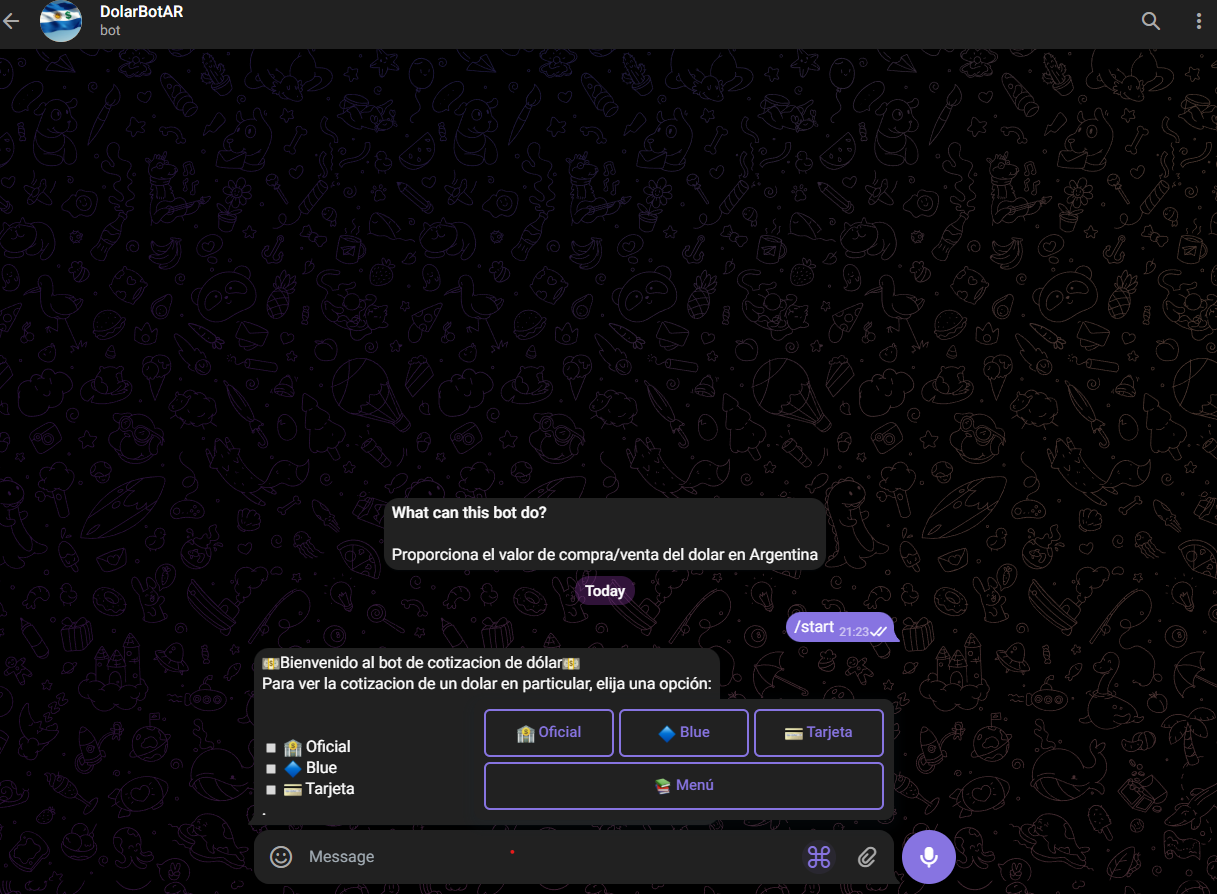 DolarBotAR
bot
What can this bot do?
Proporciona el valor de compra/venta del dolar en Argentina
Today
/start 21:23
Bienvenido al bot de cotizacion de dólar
Para ver la cotizacion de un dolar en particular, elija una opción:
Oficial
Blue
Tarjeta
.
Oficial
Blue
Tarjeta
Menú
Message